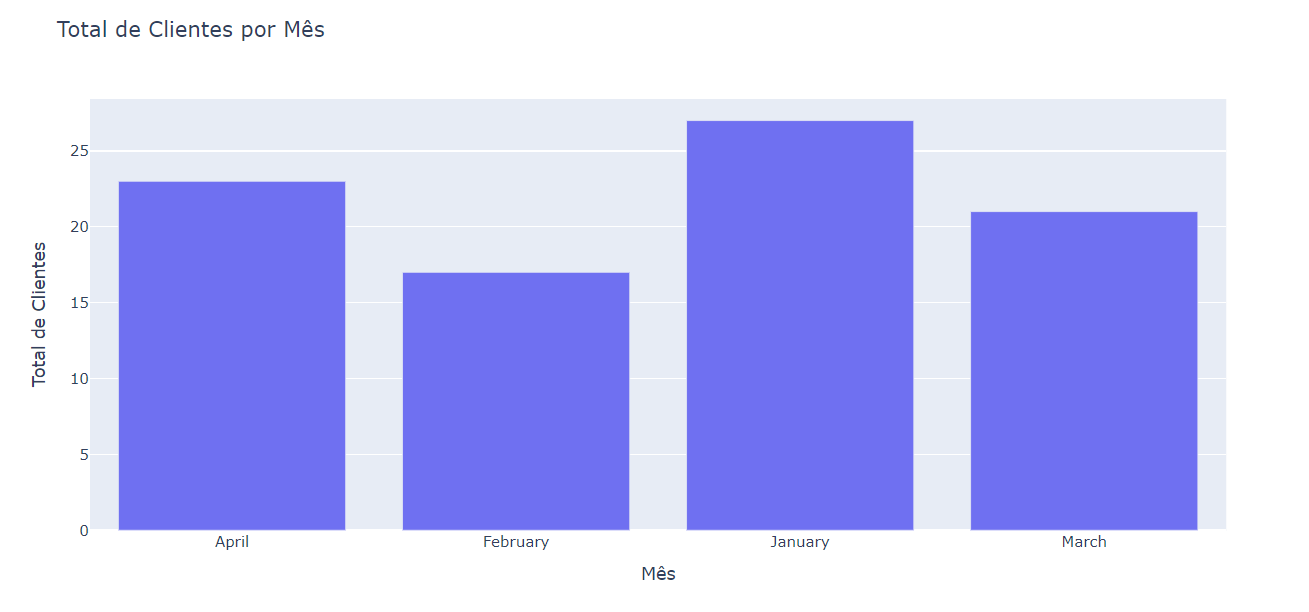 Total de Clientes por Mês
Total de Clientes
25
20
15
10
5
0
April
February
January
March
Mês